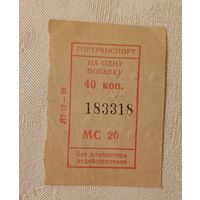 ГОРТРАНСПОРТ
НА ОДНУ
ПОЕЗДКУ
40 коп.
183318
МС 20
Без компостера
недействителен